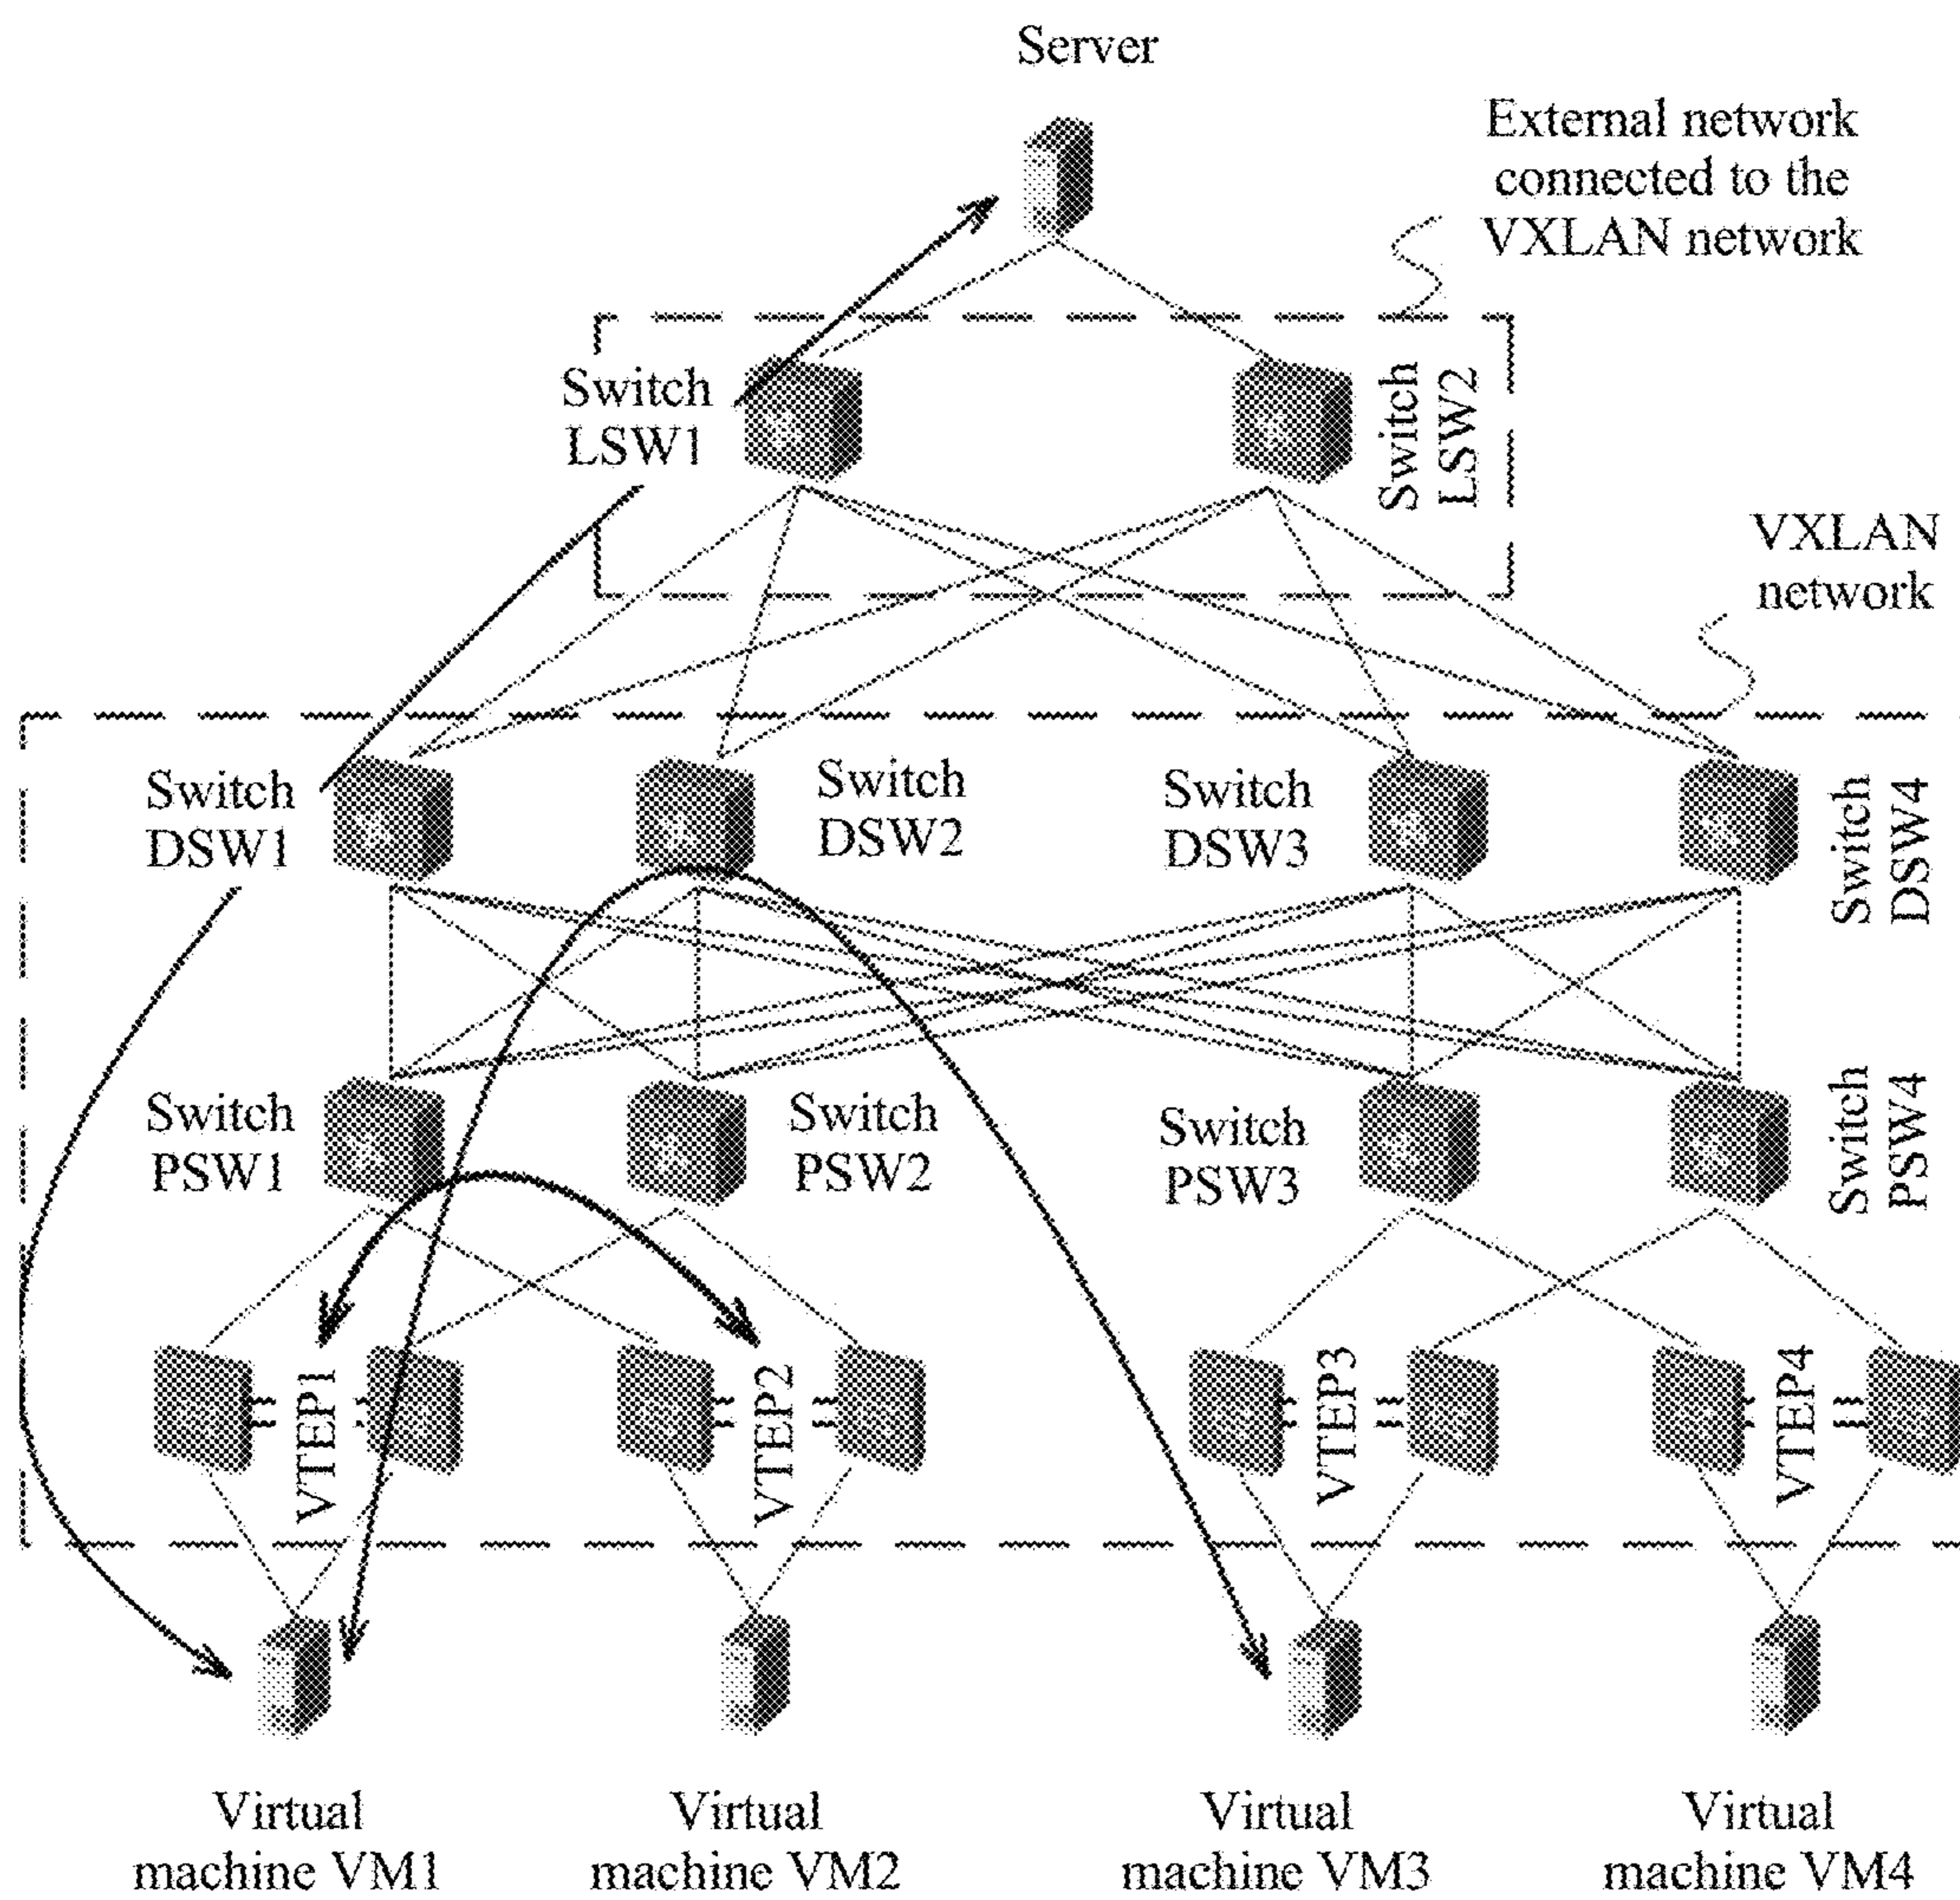 Server
External network
connected to the
VXLAN network
Switch
LSW1
Switch
LSW2
VXLAN
network
Switch
DSW1
Switch
DSW2
Switch
DSW3
Switch
DSW4
Switch
PSW1
Switch
PSW2
Switch
PSW3
Switch
PSW4
VTEP1
VTEP2
VTEP3
VTEP4
Virtual
machine VM1
Virtual
machine VM2
Virtual
machine VM3
Virtual
machine VM4